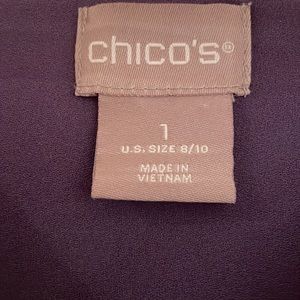 chico's®
1
U.S. SIZE 8/10
MADE IN
VIETNAM